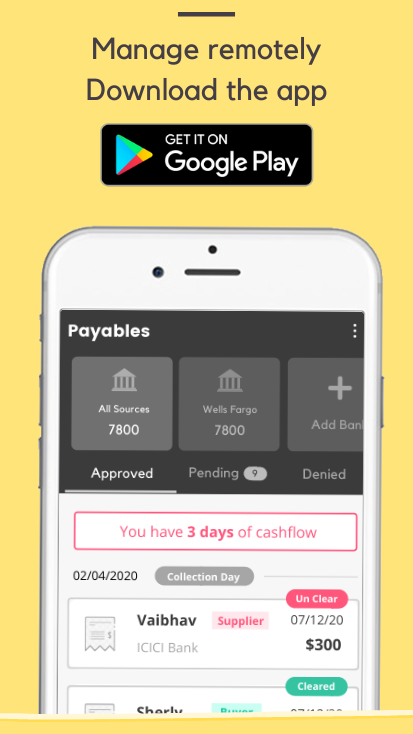 Manage remotely
Download the app
GET IT ON
Google Play
Payables
All Sources
7800
Wells Fargo
7800
Add Ban
Approved
Pending 9
Denied
You have 3 days of cashflow
02/04/2020 Collection Day
Un Clear
Vaibhav Supplier 07/12/20
ICICI Bank $300
Cleared
Sherly Buyer